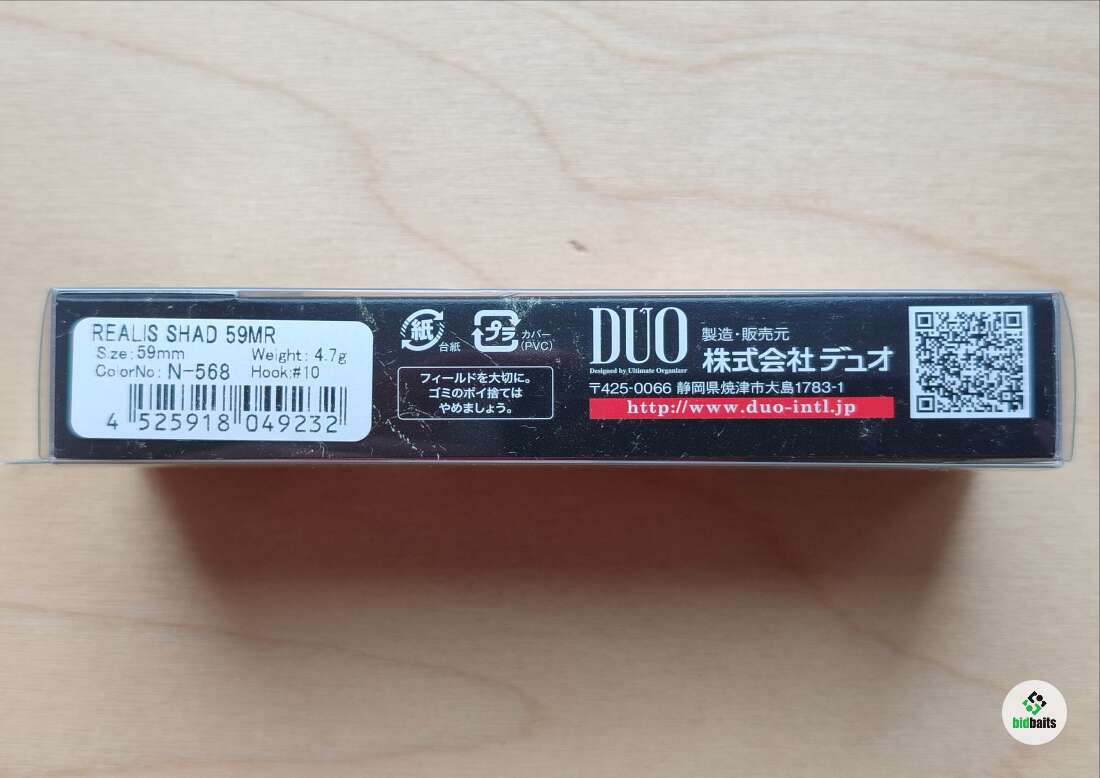 REALIS SHAD 59MR
Size: 59mm Weight: 4.7g
ColorNo: N-568 Hook:#10
4 525918 049232
紙 台紙
プラ カバー
(PVC)
フィールドを大切に。
ゴミのポイ捨ては
やめましょう。
DUO
Designed by Ultimate Organizer
製造・販売元
株式会社デュオ
〒425-0066 静岡県焼津市大島1783-1
http://www.duo-intl.jp
bidbaits